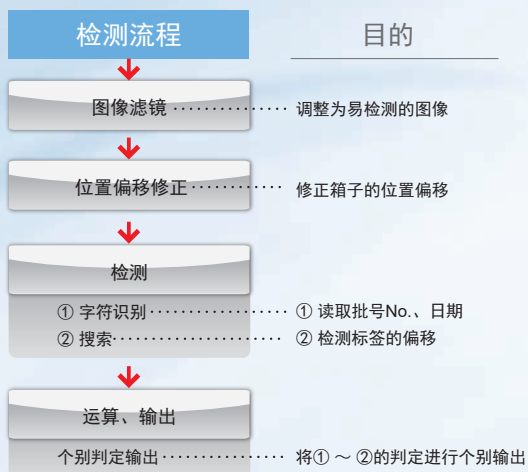 检测流程 目的
图像滤镜 ··············· 调整为易检测的图像
位置偏移修正············ 修正箱子的位置偏移
检测
① 字符识别·················· ① 读取批号No.、日期
② 搜索······················ ② 检测标签的偏移
运算、输出
个别判定输出················ 将① ～ ②的判定进行个别输出